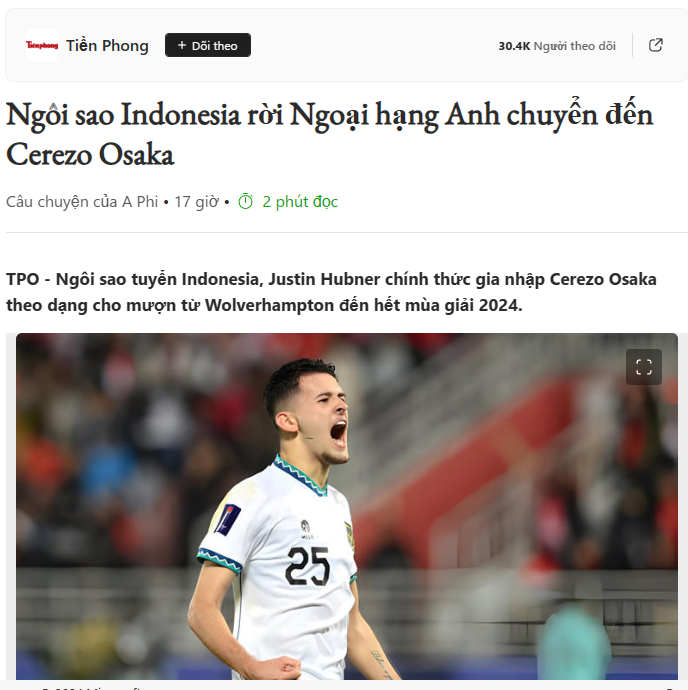 Tiền phong Tiền Phong + Dõi theo 30.4K Người theo dõi
Ngôi sao Indonesia rời Ngoại hạng Anh chuyển đến
Cerezo Osaka
Câu chuyện của A Phi • 17 giờ • 2 phút đọc
TPO - Ngôi sao tuyển Indonesia, Justin Hubner chính thức gia nhập Cerezo Osaka
theo dạng cho mượn từ Wolverhampton đến hết mùa giải 2024.
25